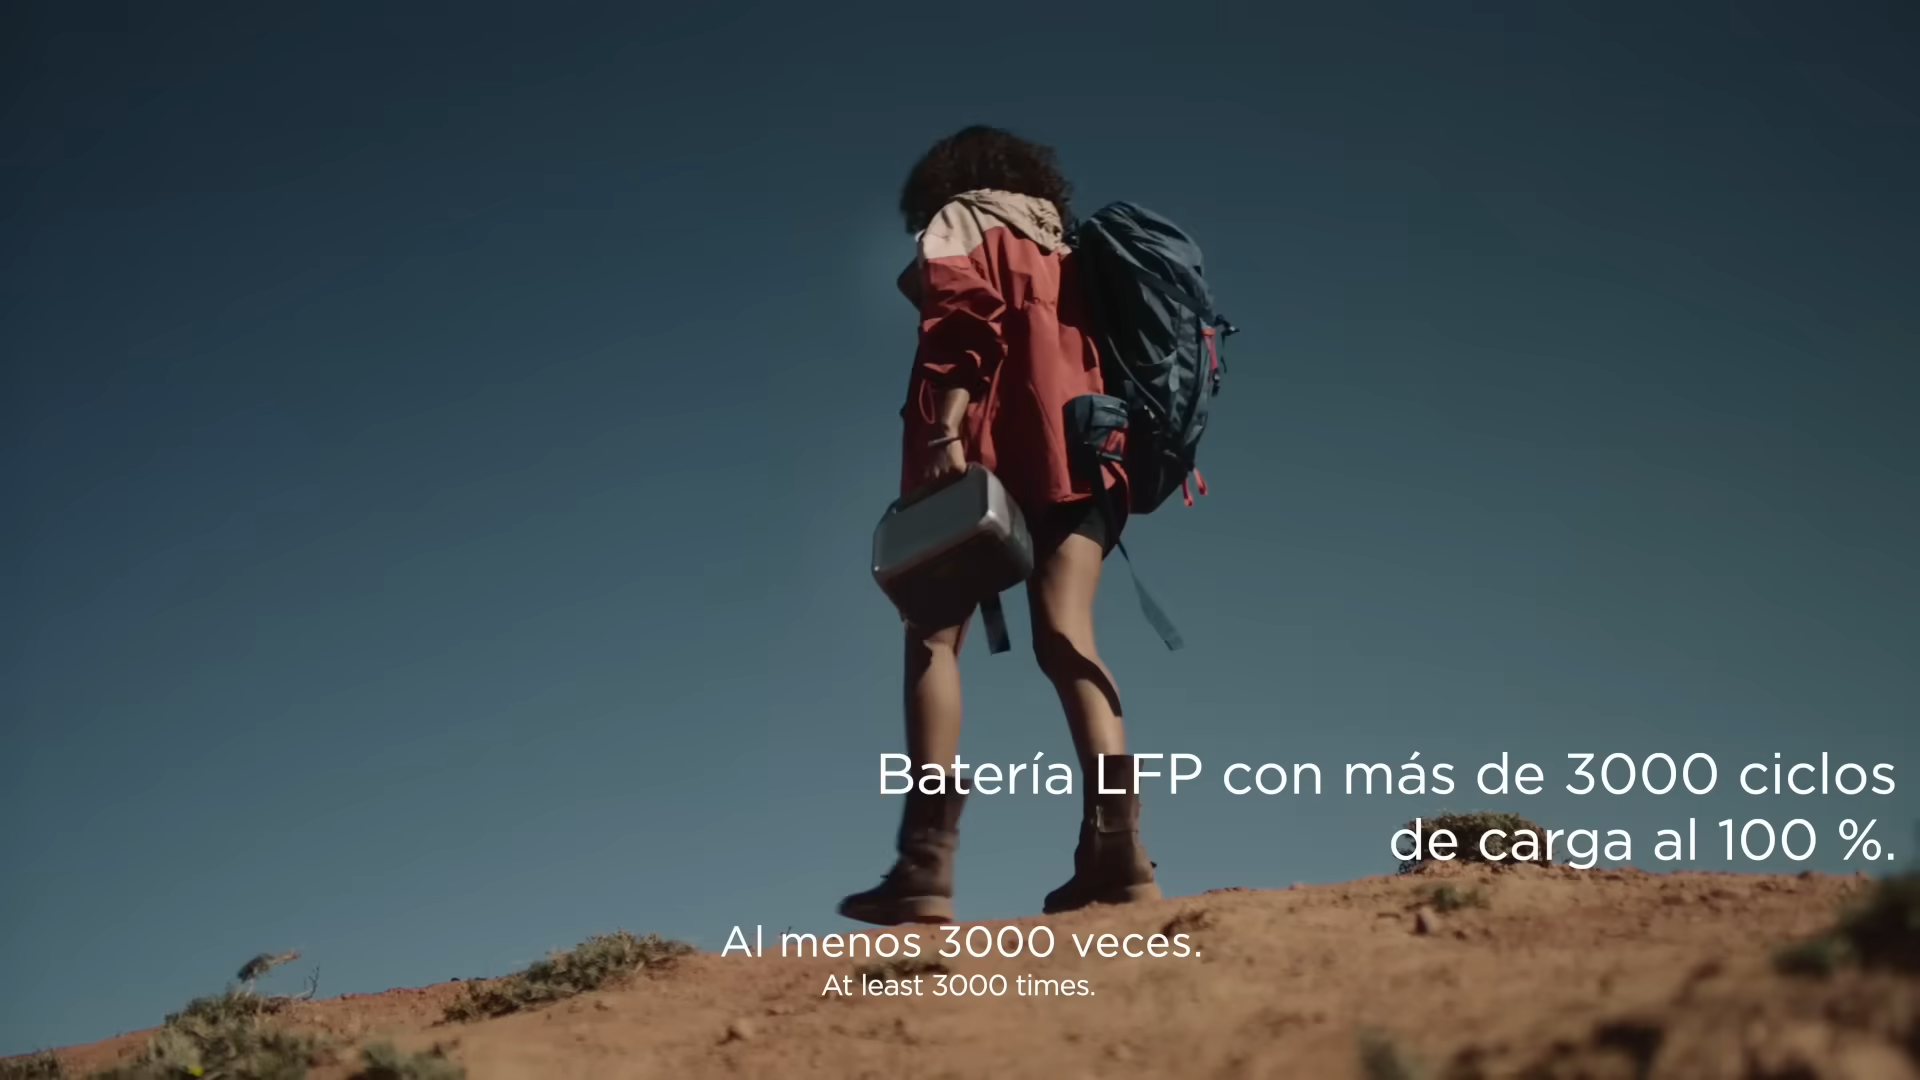 Batería LFP con más de 3000 ciclos
de carga al 100 %.
Al menos 3000 veces.
At least 3000 times.